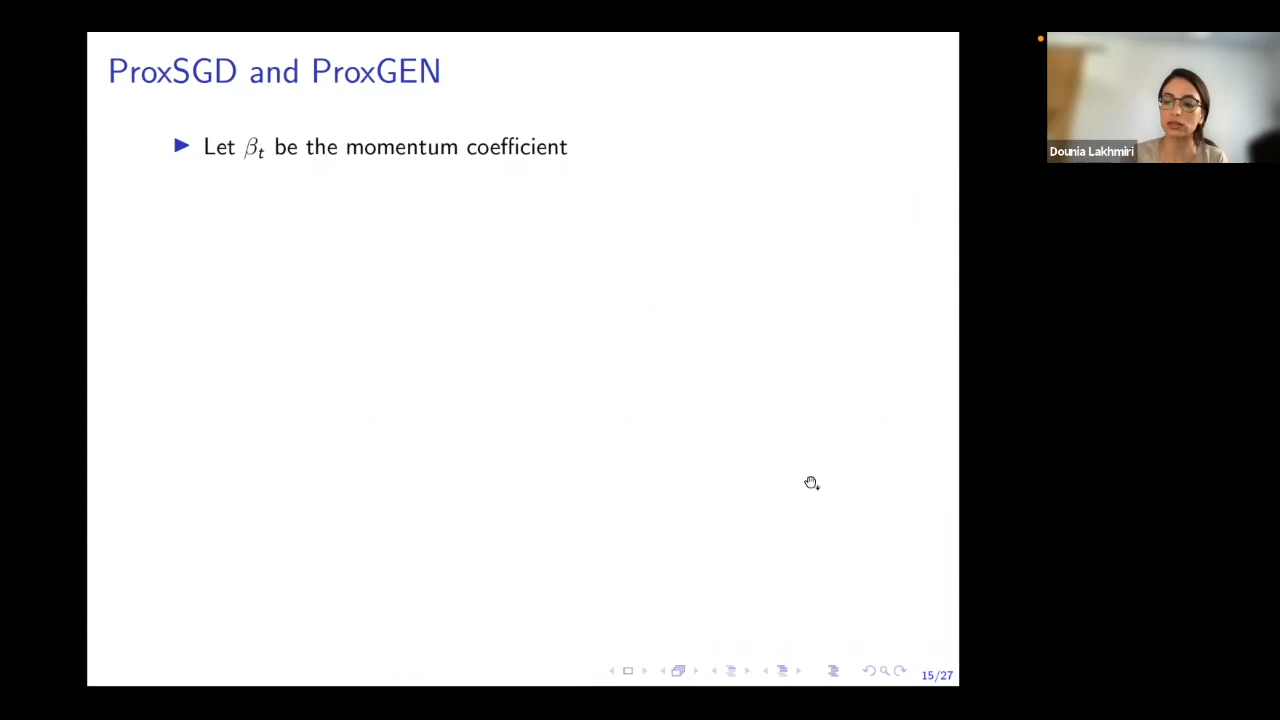 ProxSGD and ProxGEN
▶ Let βₜ be the momentum coefficient
Dounia Lakhmiri
15/27